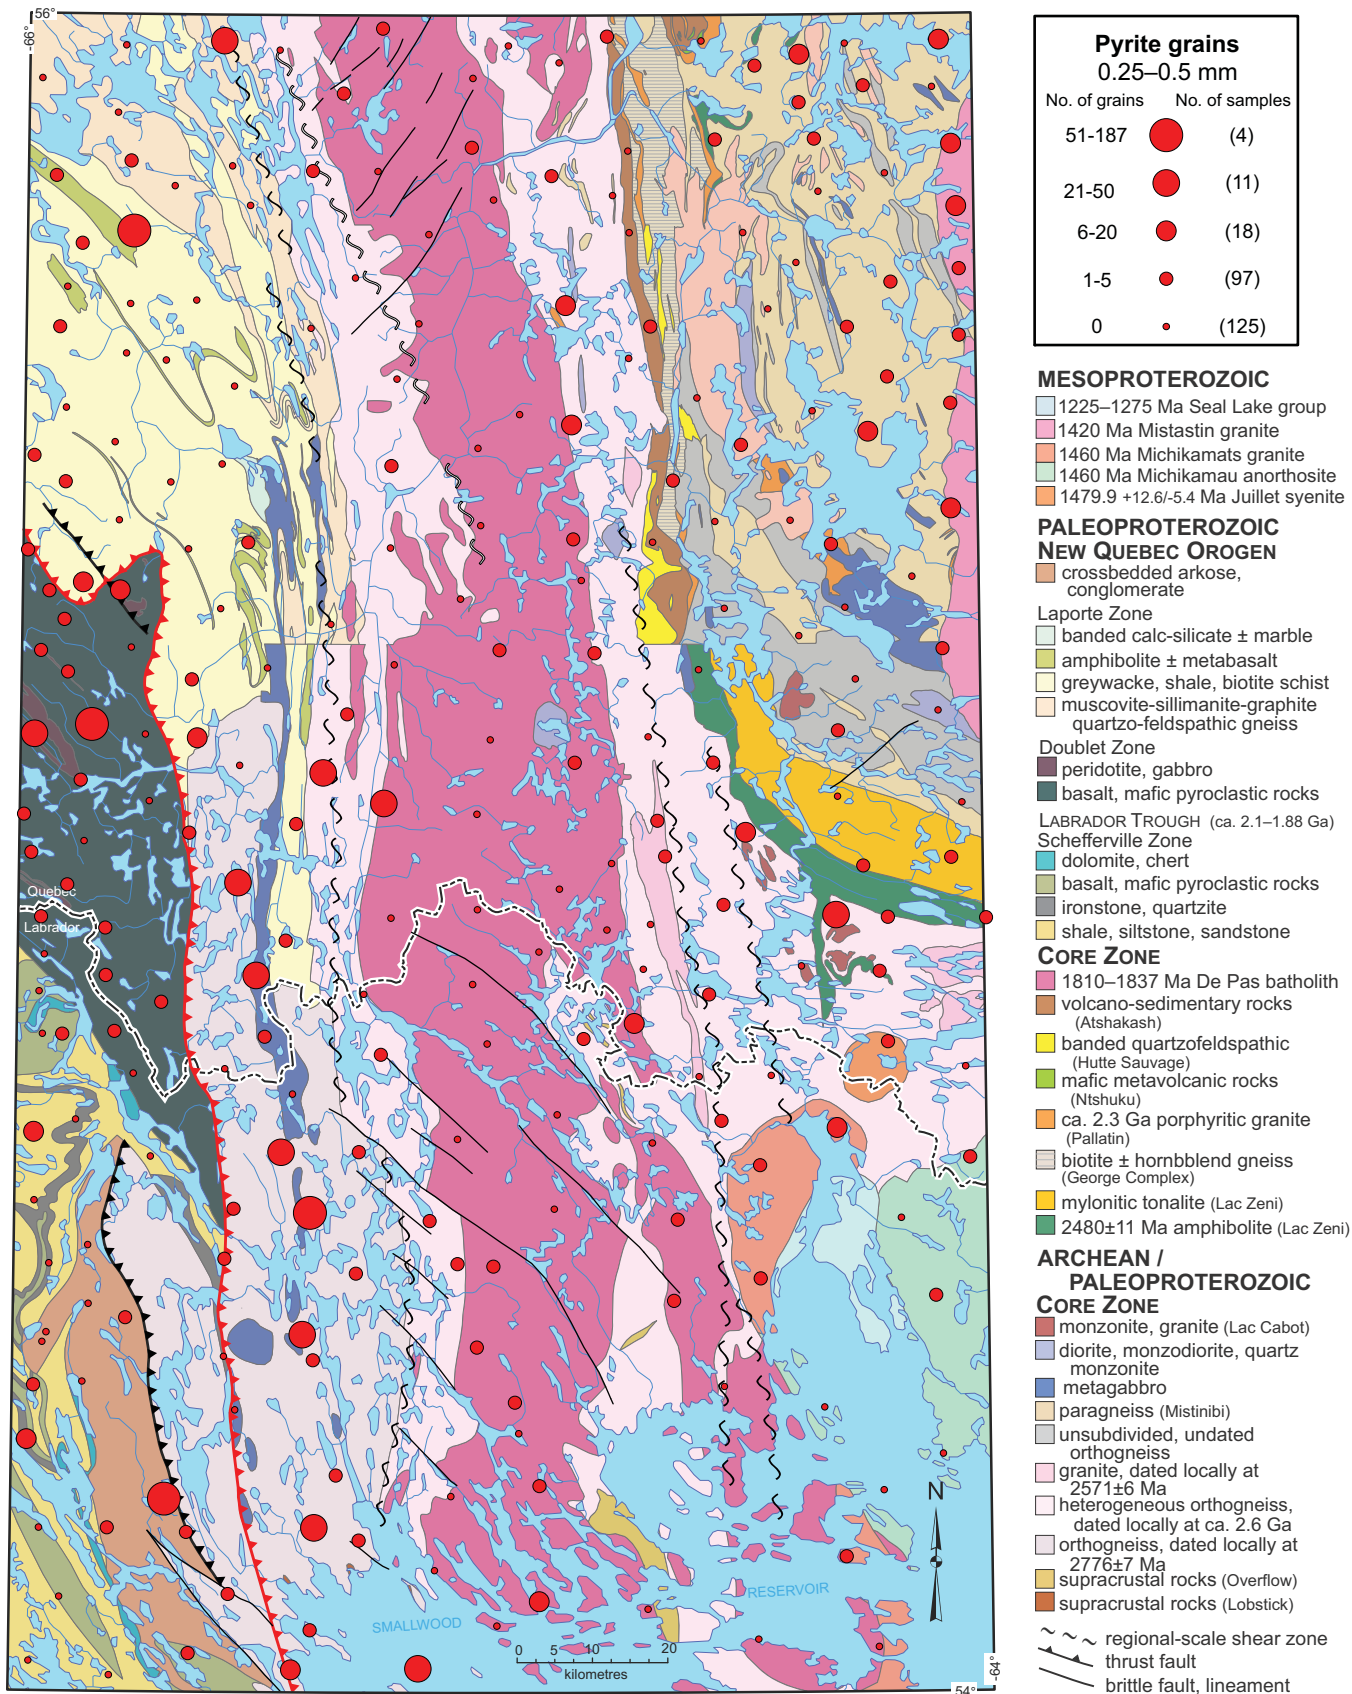 56°
-66°
Pyrite grains
0.25–0.5 mm
No. of grains No. of samples
51-187 (4)
21-50 (11)
6-20 (18)
1-5 (97)
0 (125)
MESOPROTEROZOIC
1225–1275 Ma Seal Lake group
1420 Ma Mistastin granite
1460 Ma Michikamats granite
1460 Ma Michikamau anorthosite
1479.9 +12.6/-5.4 Ma Juillet syenite
PALEOPROTEROZOIC
NEW QUEBEC OROGEN
crossbedded arkose,
conglomerate
Laporte Zone
banded calc-silicate ± marble
amphibolite ± metabasalt
greywacke, shale, biotite schist
muscovite-sillimanite-graphite
quartzo-feldspathic gneiss
Doublet Zone
peridotite, gabbro
basalt, mafic pyroclastic rocks
LABRADOR TROUGH (ca. 2.1–1.88 Ga)
Schefferville Zone
dolomite, chert
basalt, mafic pyroclastic rocks
ironstone, quartzite
shale, siltstone, sandstone
CORE ZONE
1810–1837 Ma De Pas batholith
volcano-sedimentary rocks
(Atshakash)
banded quartzofeldspathic
(Hutte Sauvage)
mafic metavolcanic rocks
(Ntshuku)
ca. 2.3 Ga porphyritic granite
(Pallatin)
biotite ± hornbblend gneiss
(George Complex)
mylonitic tonalite (Lac Zeni)
2480±11 Ma amphibolite (Lac Zeni)
ARCHEAN /
PALEOPROTEROZOIC
CORE ZONE
monzonite, granite (Lac Cabot)
diorite, monzodiorite, quartz
monzonite
metagabbro
paragneiss (Mistinibi)
unsubdivided, undated
orthogneiss
granite, dated locally at
2571±6 Ma
heterogeneous orthogneiss,
dated locally at ca. 2.6 Ga
orthogneiss, dated locally at
2776±7 Ma
supracrustal rocks (Overflow)
supracrustal rocks (Lobstick)
regional-scale shear zone
thrust fault
brittle fault, lineament
Quebec
Labrador
N
SMALLWOOD
RESERVOIR
0 5 10 20
kilometres
-64°
54°